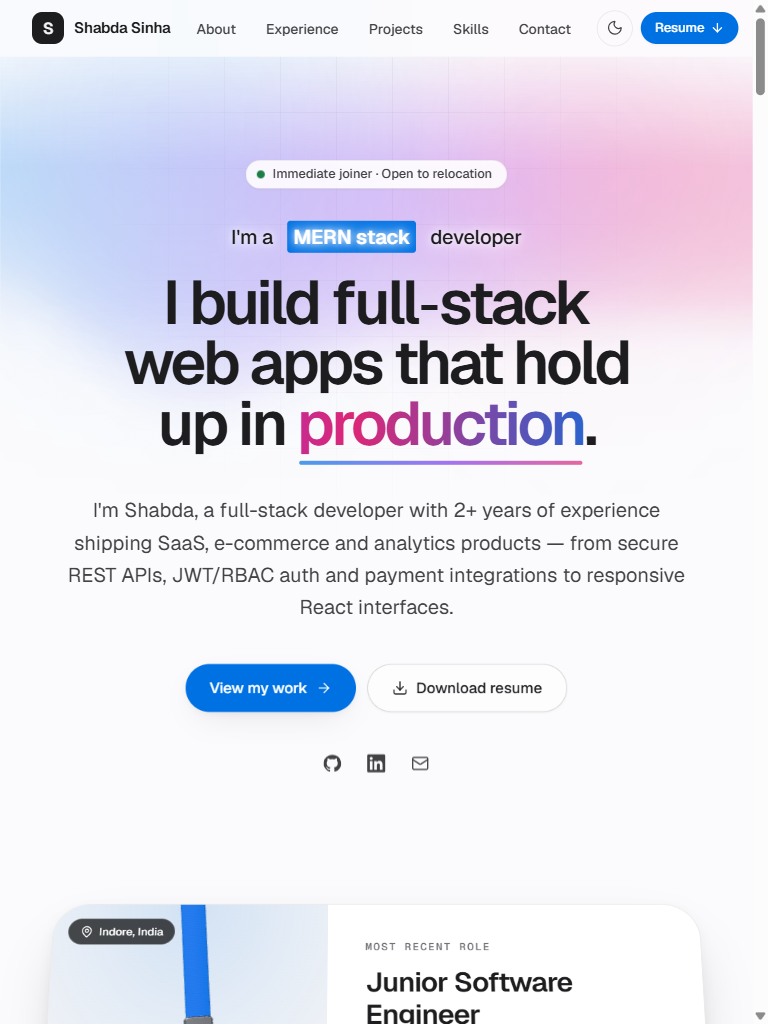 S Shabda Sinha About Experience Projects Skills Contact Resume
Immediate joiner · Open to relocation
I'm a MERN stack developer
I build full-stack
web apps that hold
up in production.
I'm Shabda, a full-stack developer with 2+ years of experience
shipping SaaS, e-commerce and analytics products — from secure
REST APIs, JWT/RBAC auth and payment integrations to responsive
React interfaces.
View my work Download resume
Indore, India
MOST RECENT ROLE
Junior Software
Engineer